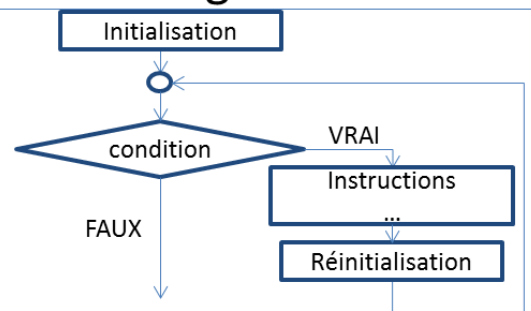 Initialisation
condition
VRAI
Instructions
...
FAUX
Réinitialisation